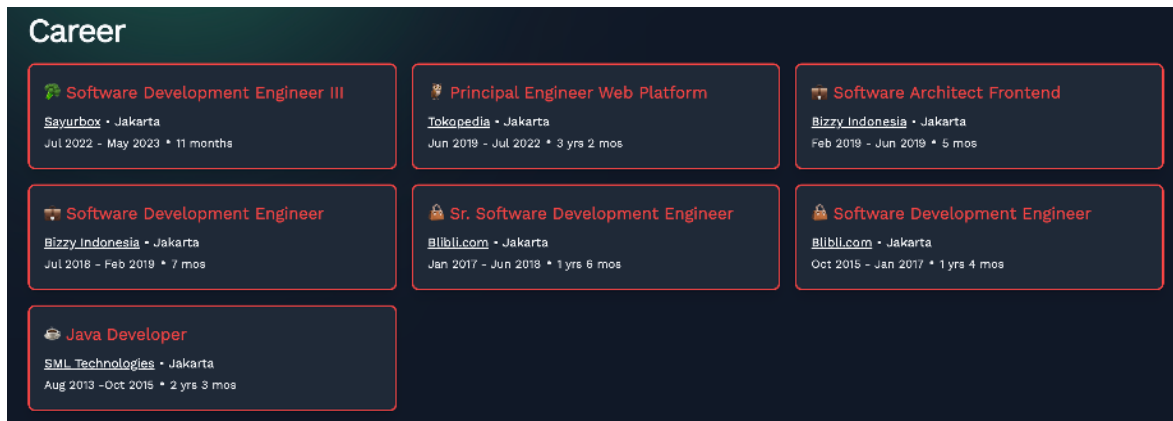 Career
Software Development Engineer III
Sayurbox • Jakarta
Jul 2022 - May 2023 • 11 months
Principal Engineer Web Platform
Tokopedia • Jakarta
Jun 2019 - Jul 2022 • 3 yrs 2 mos
Software Architect Frontend
Bizzy Indonesia • Jakarta
Feb 2019 - Jun 2019 • 5 mos
Software Development Engineer
Bizzy Indonesia • Jakarta
Jul 2018 - Feb 2019 • 7 mos
Sr. Software Development Engineer
Blibli.com • Jakarta
Jan 2017 - Jun 2018 • 1 yrs 6 mos
Software Development Engineer
Blibli.com • Jakarta
Oct 2015 - Jan 2017 • 1 yrs 4 mos
Java Developer
SML Technologies • Jakarta
Aug 2013 -Oct 2015 • 2 yrs 3 mos